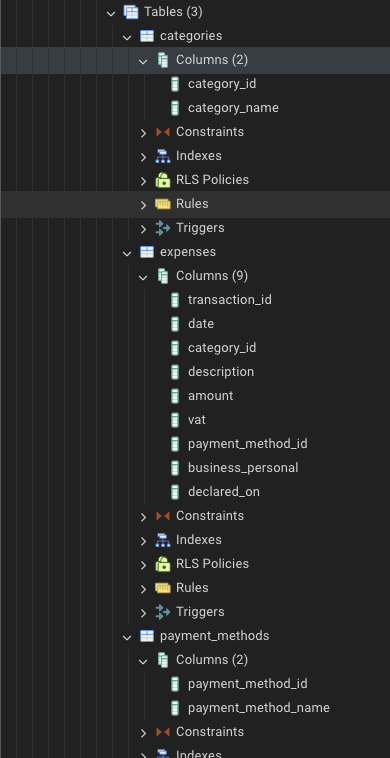 Tables (3)
categories
Columns (2)
category_id
category_name
Constraints
Indexes
RLS Policies
Rules
Triggers
expenses
Columns (9)
transaction_id
date
category_id
description
amount
vat
payment_method_id
business_personal
declared_on
Constraints
Indexes
RLS Policies
Rules
Triggers
payment_methods
Columns (2)
payment_method_id
payment_method_name
Constraints
Indexes